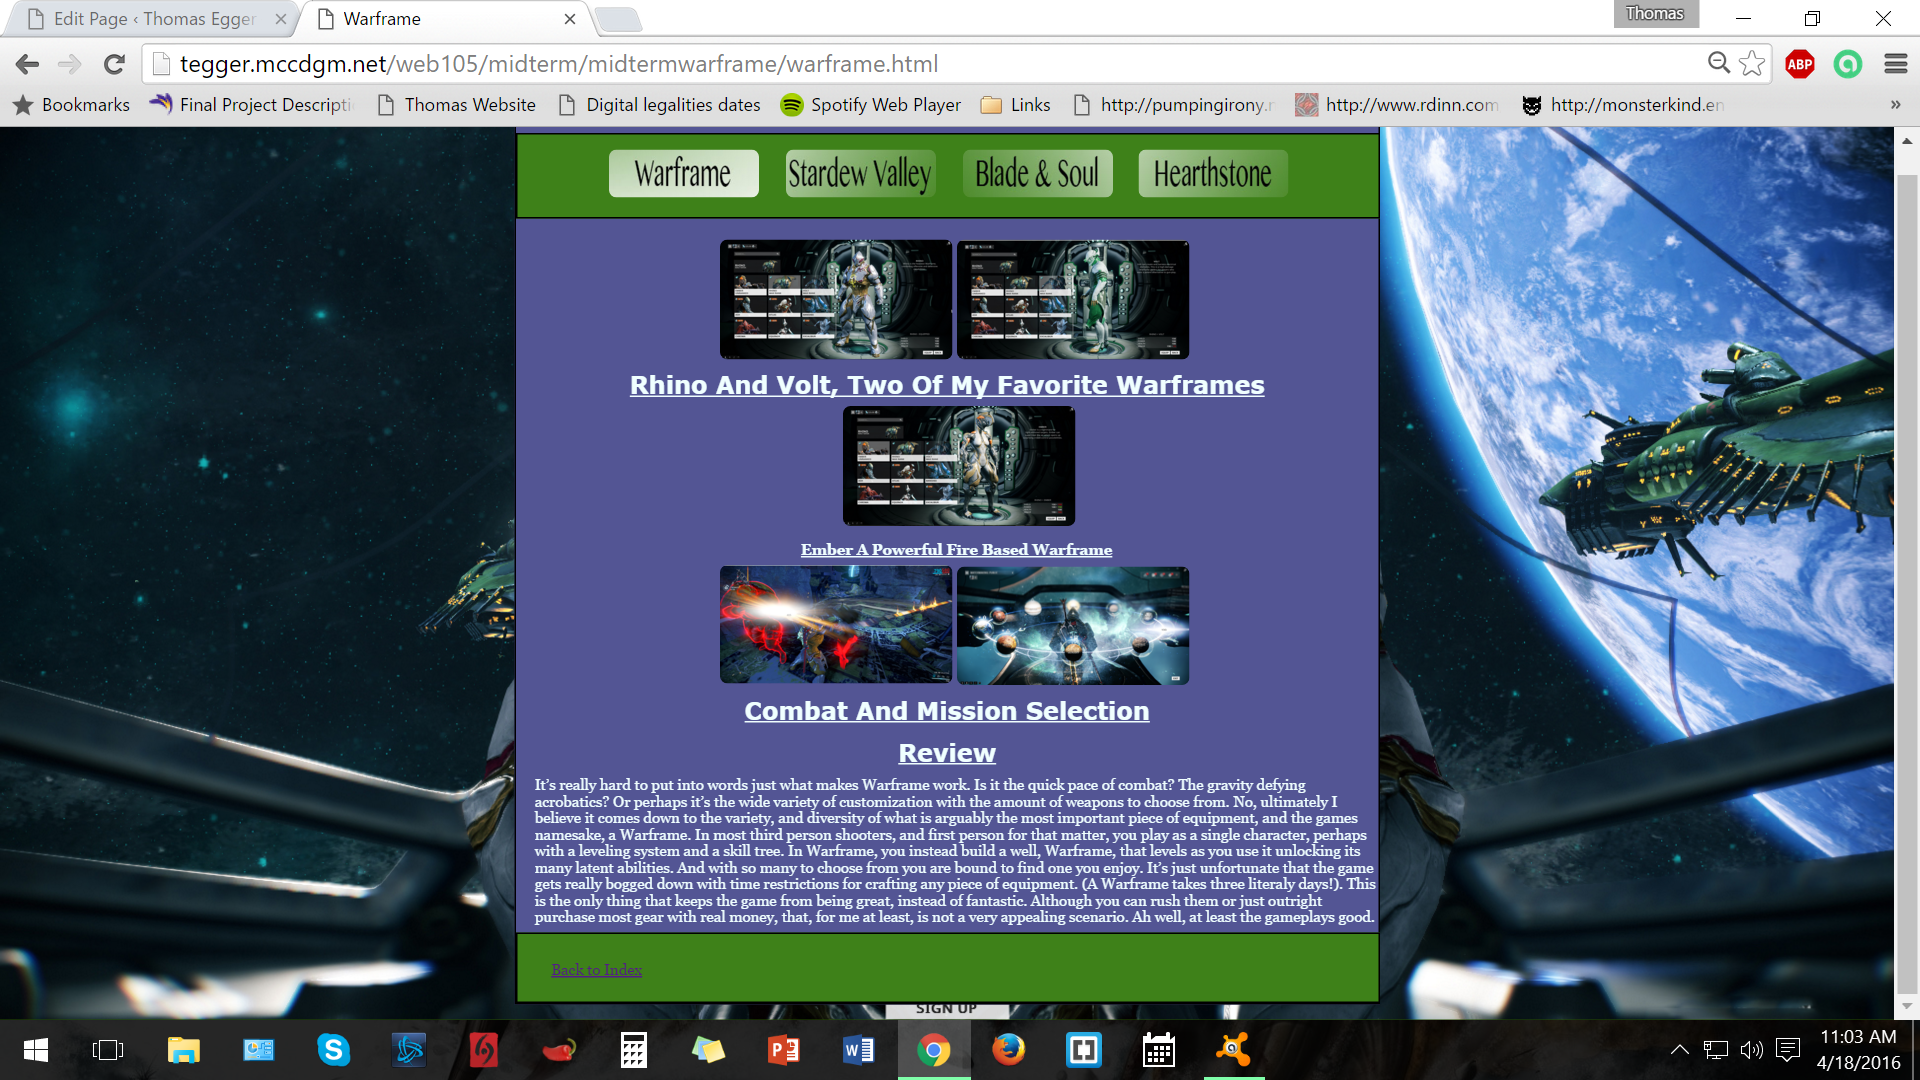 Edit Page ‹ Thomas Egger
Warframe
Thomas
tegger.mccdgm.net/web105/midterm/midtermwarframe/warframe.html
ABP
Bookmarks
Final Project Descripti
Thomas Website
Digital legalities dates
Spotify Web Player
Links
http://pumpingirony.r
http://www.rdinn.com
http://monsterkind.en
»
Warframe
Stardew Valley
Blade & Soul
Hearthstone
Rhino And Volt, Two Of My Favorite Warframes
Ember A Powerful Fire Based Warframe
Combat And Mission Selection
Review
It's really hard to put into words just what makes Warframe work. Is it the quick pace of combat? The gravity defying
acrobatics? Or perhaps it's the wide variety of customization with the amount of weapons to choose from. No, ultimately I
believe it comes down to the variety, and diversity of what is arguably the most important piece of equipment, and the games
namesake, a Warframe. In most third person shooters, and first person for that matter, you play as a single character, perhaps
with a leveling system and a skill tree. In Warframe, you instead build a well, Warframe, that levels as you use it unlocking its
many latent abilities. And with so many to choose from you are bound to find one you enjoy. It's just unfortunate that the game
gets really bogged down with time restrictions for crafting any piece of equipment. (A Warframe takes three literaly days!). This
is the only thing that keeps the game from being great, instead of fantastic. Although you can rush them or just outright
purchase most gear with real money, that, for me at least, is not a very appealing scenario. Ah well, at least the gameplays good.
Back to Index
SIGN UP
11:03 AM
4/18/2016